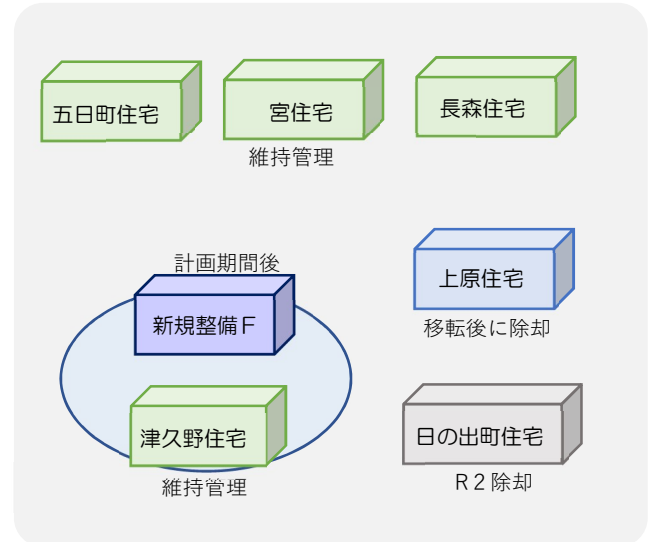 五日町住宅
宮住宅
長森住宅
維持管理
計画期間後
新規整備F
上原住宅
移転後に除却
津久野住宅
日の出町住宅
維持管理
R2除却